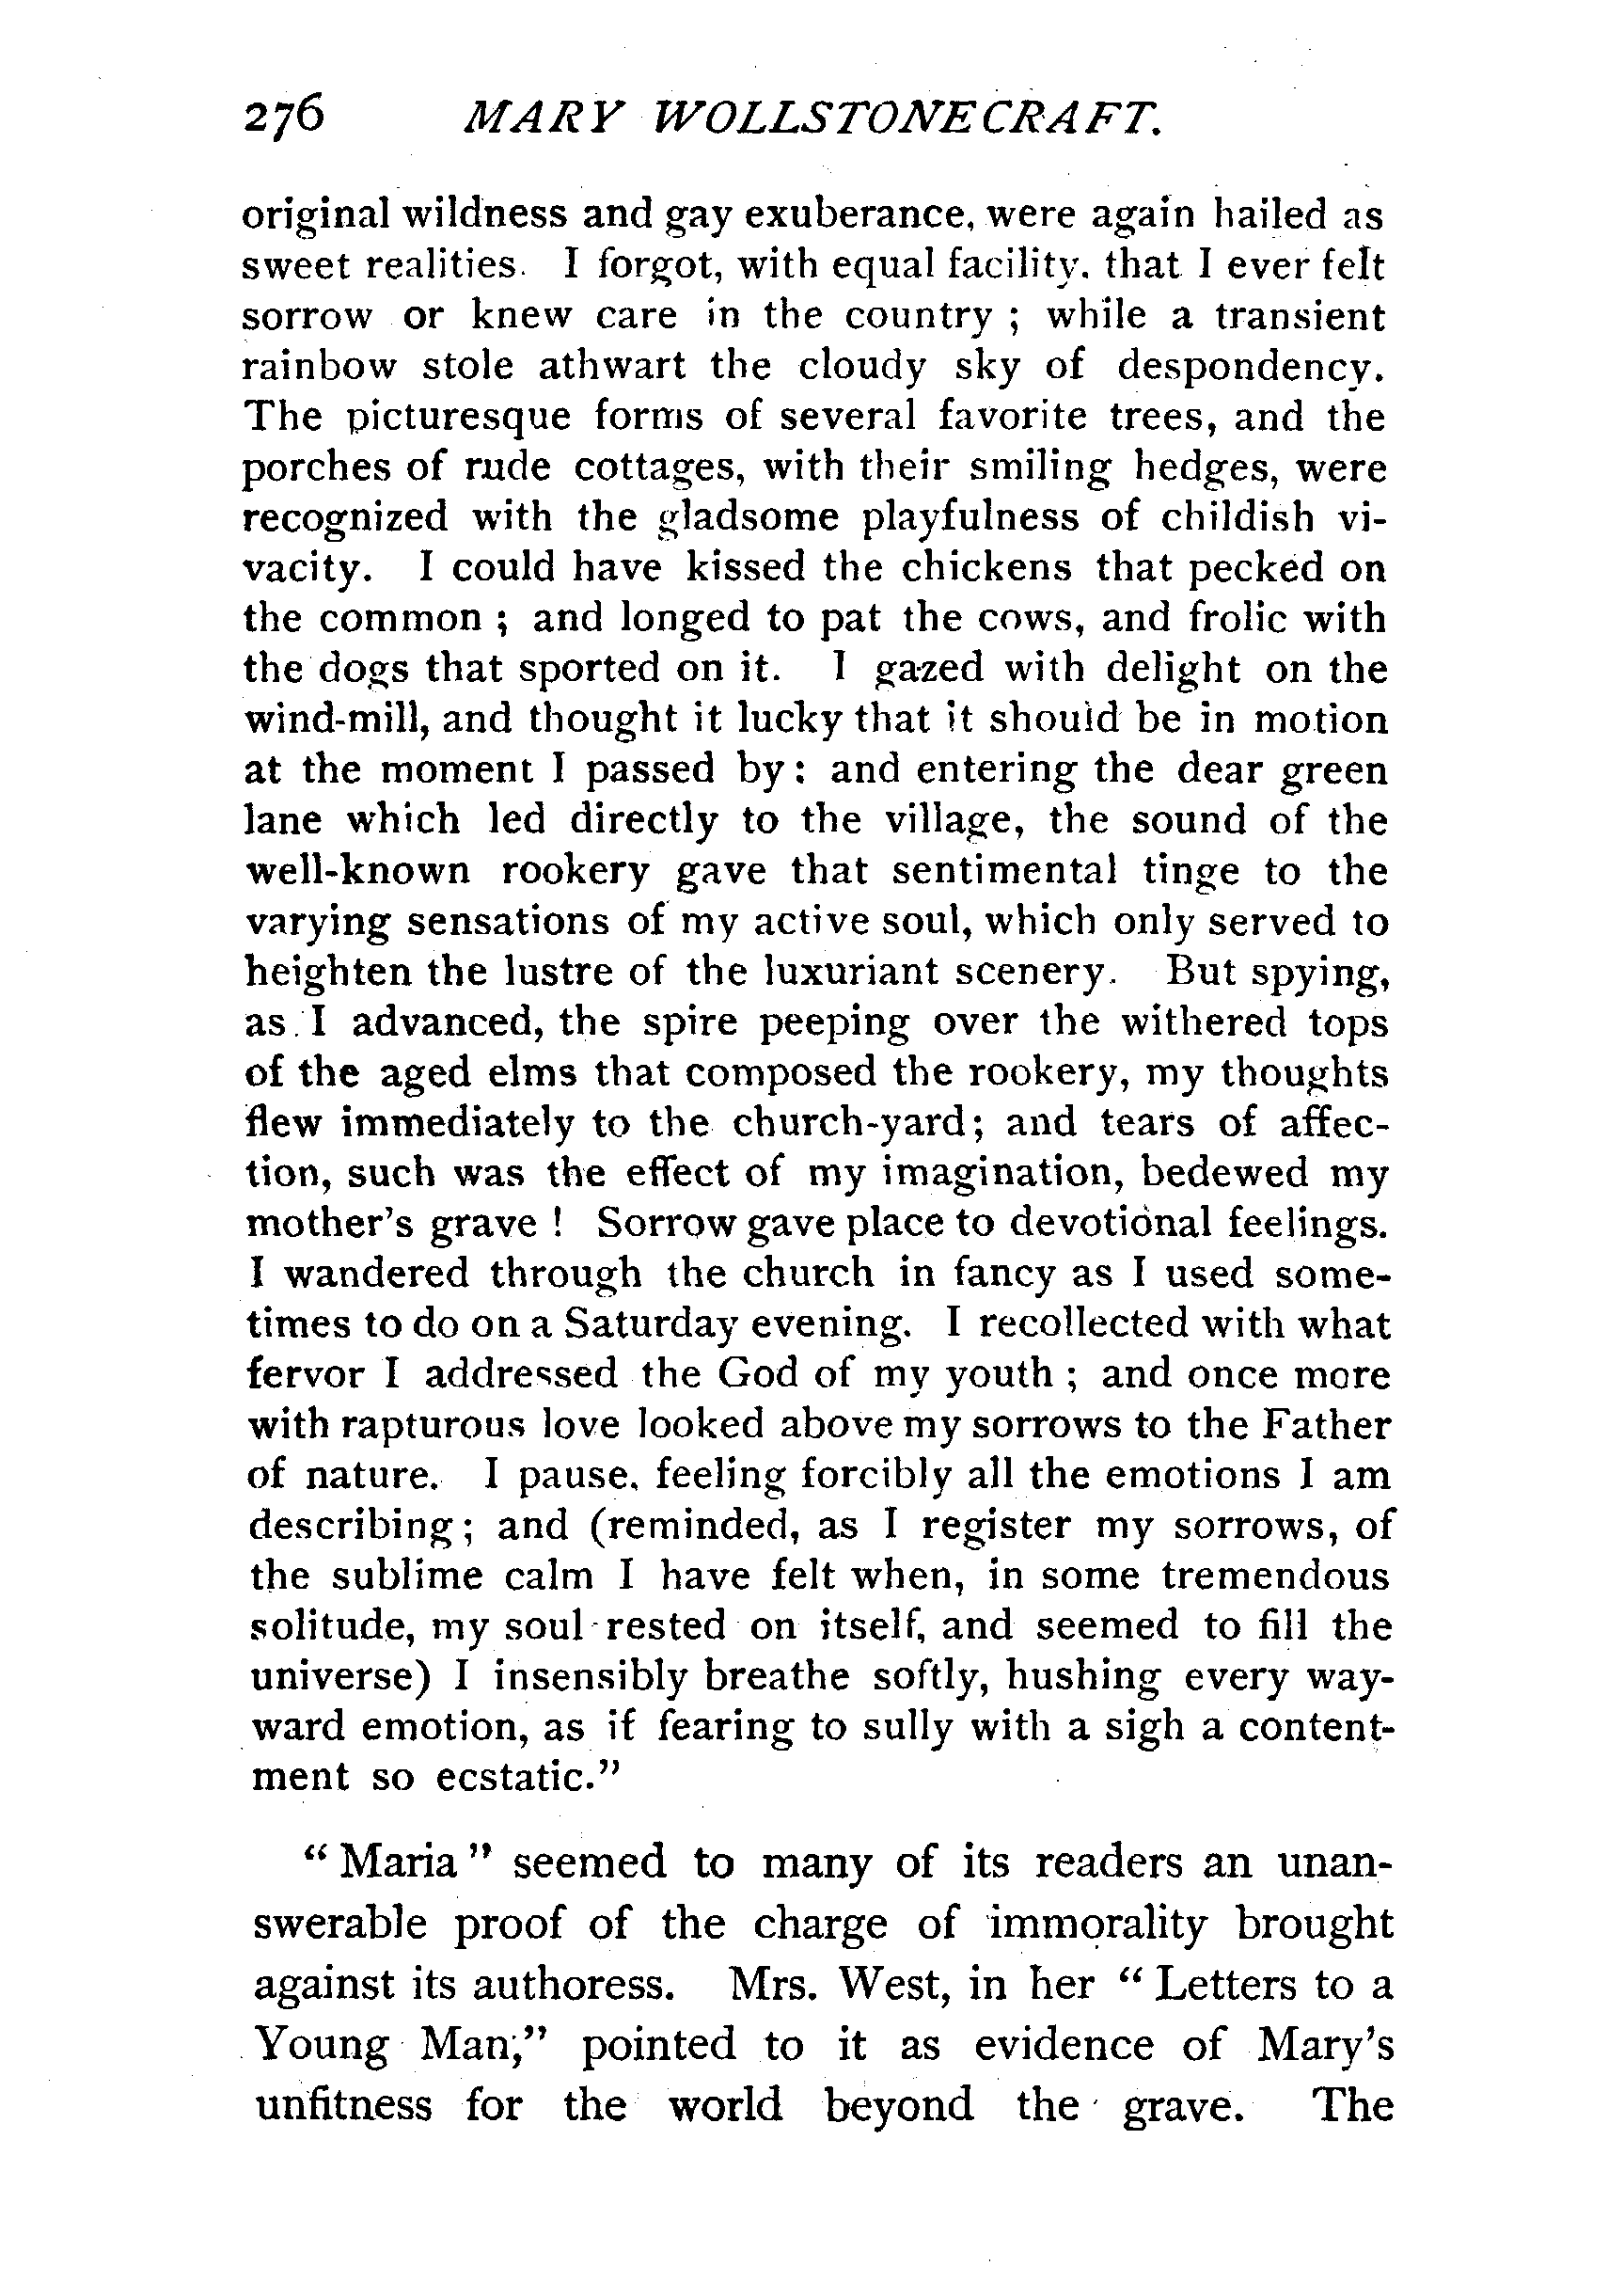 276 MARY WOLLSTONECRAFT.
original wildness and gay exuberance, were again hailed as
sweet realities. I forgot, with equal facility, that I ever felt
sorrow or knew care in the country ; while a transient
rainbow stole athwart the cloudy sky of despondency.
The picturesque forms of several favorite trees, and the
porches of rude cottages, with their smiling hedges, were
recognized with the gladsome playfulness of childish vi-
vacity. I could have kissed the chickens that pecked on
the common ; and longed to pat the cows, and frolic with
the dogs that sported on it. I gazed with delight on the
wind-mill, and thought it lucky that it should be in motion
at the moment I passed by : and entering the dear green
lane which led directly to the village, the sound of the
well-known rookery gave that sentimental tinge to the
varying sensations of my active soul, which only served to
heighten the lustre of the luxuriant scenery. But spying,
as I advanced, the spire peeping over the withered tops
of the aged elms that composed the rookery, my thoughts
flew immediately to the church-yard; and tears of affec-
tion, such was the effect of my imagination, bedewed my
mother's grave ! Sorrow gave place to devotional feelings.
I wandered through the church in fancy as I used some-
times to do on a Saturday evening. I recollected with what
fervor I addressed the God of my youth ; and once more
with rapturous love looked above my sorrows to the Father
of nature. I pause, feeling forcibly all the emotions I am
describing ; and (reminded, as I register my sorrows, of
the sublime calm I have felt when, in some tremendous
solitude, my soul rested on itself, and seemed to fill the
universe) I insensibly breathe softly, hushing every way-
ward emotion, as if fearing to sully with a sigh a content-
ment so ecstatic."
" Maria " seemed to many of its readers an unan-
swerable proof of the charge of immorality brought
against its authoress. Mrs. West, in her " Letters to a
Young Man," pointed to it as evidence of Mary's
unfitness for the world beyond the grave. The